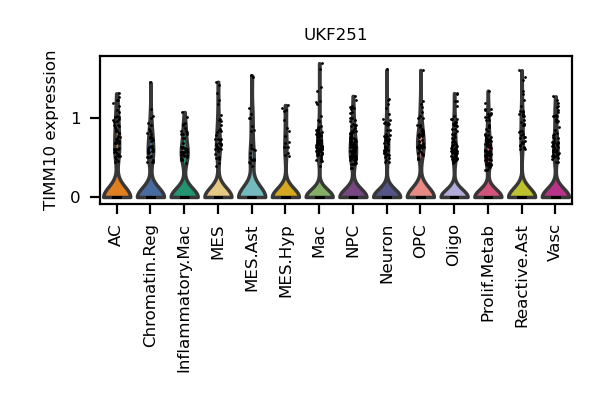 UKF251
TIMM10 expression
1
0
AC
Chromatin.Reg
Inflammatory.Mac
MES
MES.Ast
MES.Hyp
Mac
NPC
Neuron
OPC
Oligo
Prolif.Metab
Reactive.Ast
Vasc